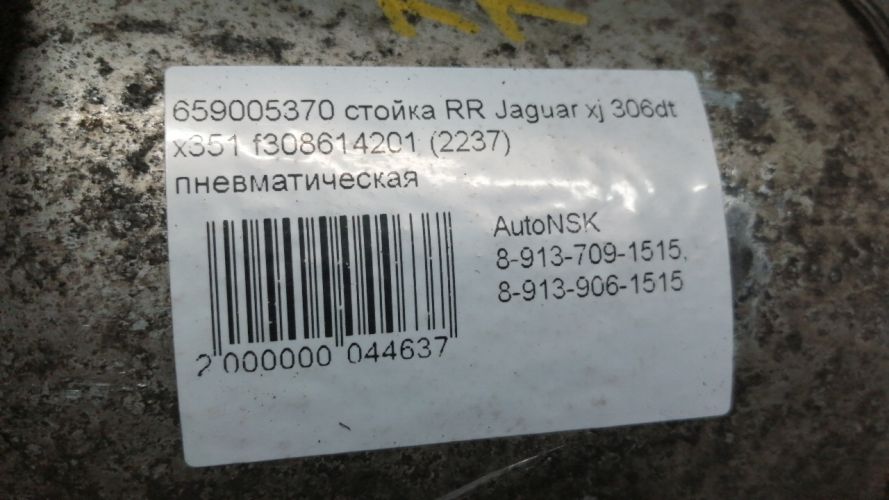 659005370 стойка RR Jaguar xj 306dt
x351 f308614201 (2237)
пневматическая
AutoNSK
8-913-709-1515,
8-913-906-1515
2 000000 044637